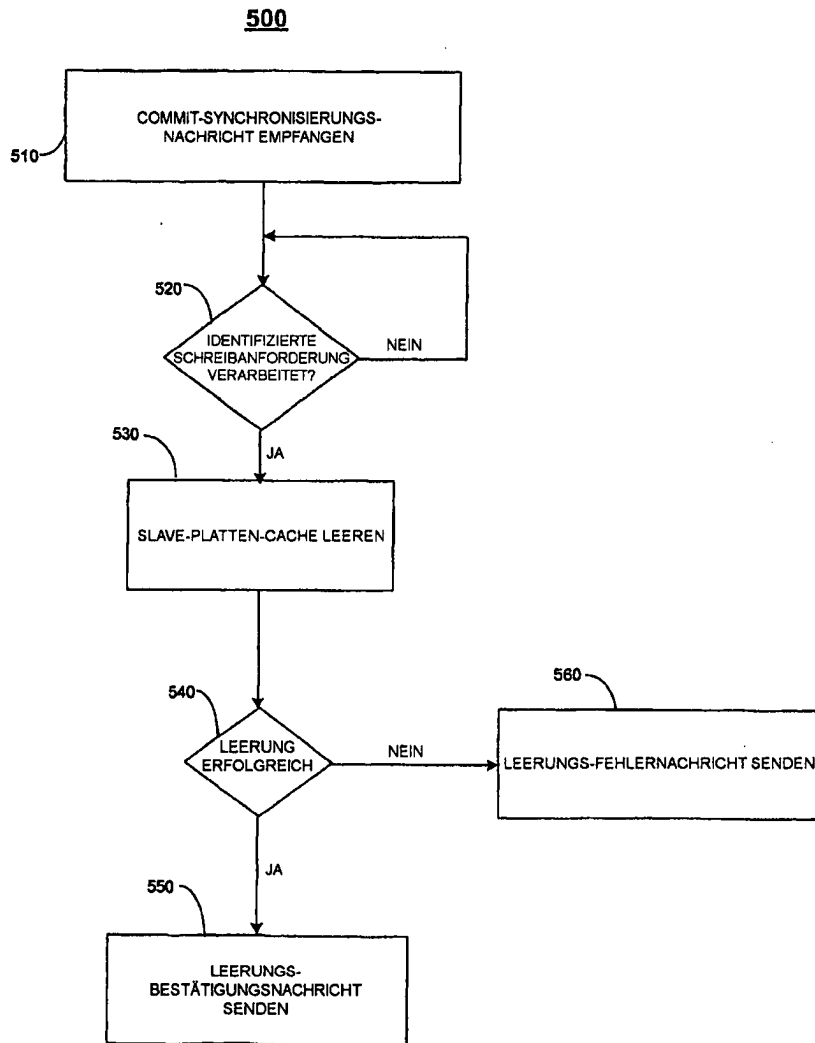 500
COMMIT-SYNCHRONISIERUNGS-
NACHRICHT EMPFANGEN
510
520
IDENTIFIZIERTE
SCHREIBANFORDERUNG
VERARBEITET?
NEIN
JA
530
SLAVE-PLATTEN-CACHE LEEREN
540
LEERUNG
ERFOLGREICH
NEIN
560
LEERUNGS-FEHLERNACHRICHT SENDEN
JA
550
LEERUNGS-
BESTÄTIGUNGSNACHRICHT
SENDEN